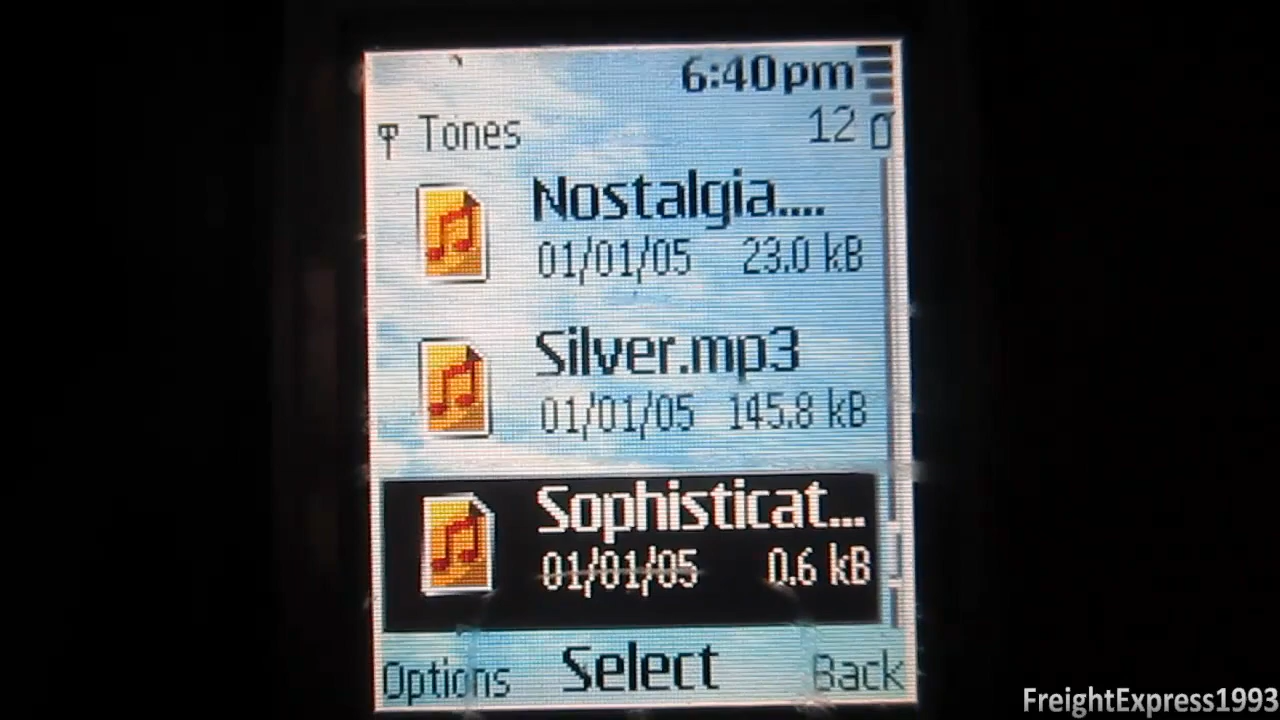 6:40pm
Tones 12
Nostalgia....
01/01/05 23.0 kB
Silver.mp3
01/01/05 145.8 kB
Sophisticat...
01/01/05 0.6 kB
Options Select Back
FreightExpress1993